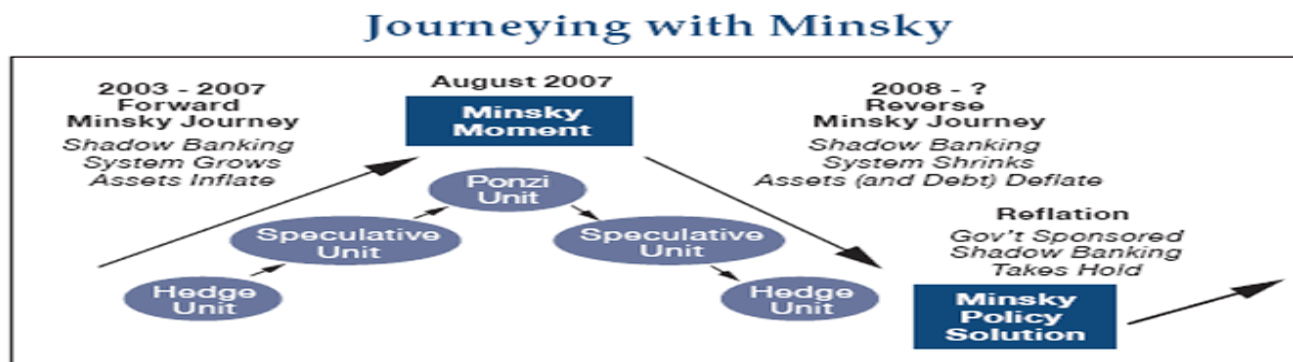 Journeying with Minsky
2003 - 2007
Forward
Minsky Journey
Shadow Banking
System Grows
Assets Inflate
August 2007
Minsky
Moment
Ponzi
Unit
Speculative
Unit
Hedge
Unit
Speculative
Unit
Hedge
Unit
2008 - ?
Reverse
Minsky Journey
Shadow Banking
System Shrinks
Assets (and Debt) Deflate
Reflation
Gov't Sponsored
Shadow Banking
Takes Hold
Minsky
Policy
Solution